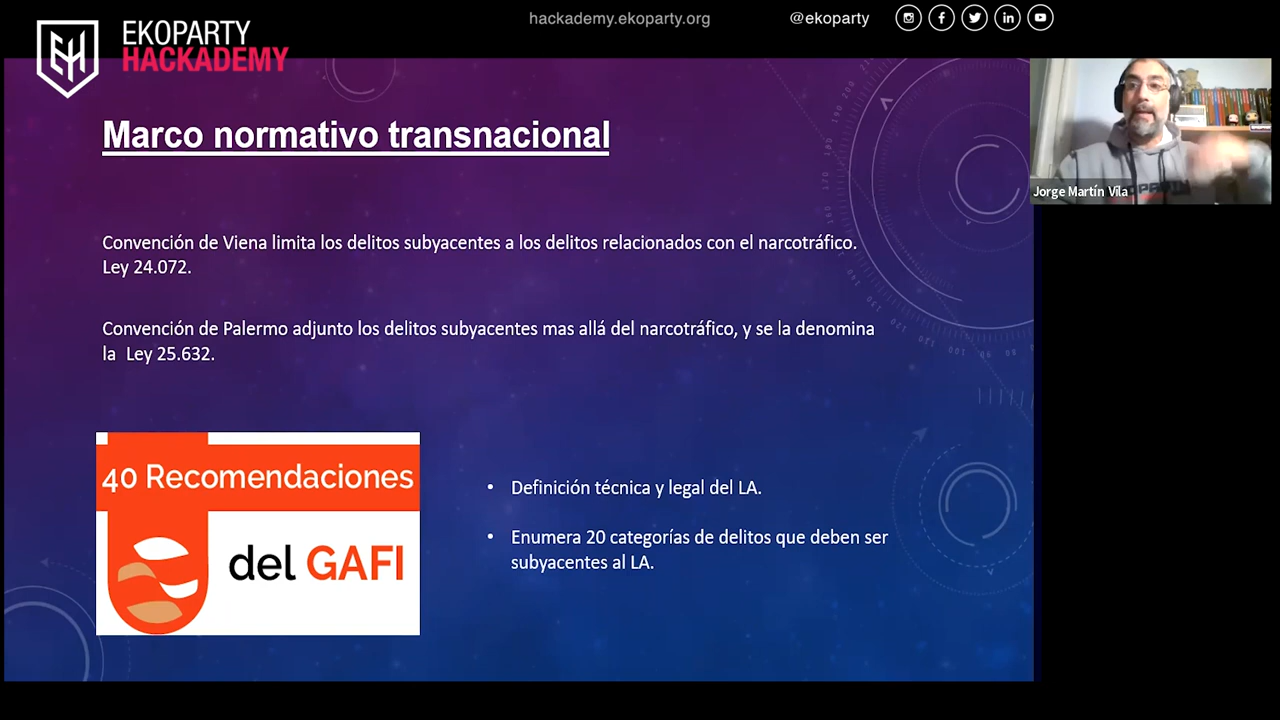 EKOPARTY
HACKADEMY
hackademy.ekoparty.org
@ekoparty
Marco normativo transnacional
Jorge Martín Vila
Convención de Viena limita los delitos subyacentes a los delitos relacionados con el narcotráfico.
Ley 24.072.
Convención de Palermo adjunto los delitos subyacentes mas allá del narcotráfico, y se la denomina
la Ley 25.632.
40 Recomendaciones
del GAFI
• Definición técnica y legal del LA.
• Enumera 20 categorías de delitos que deben ser
subyacentes al LA.